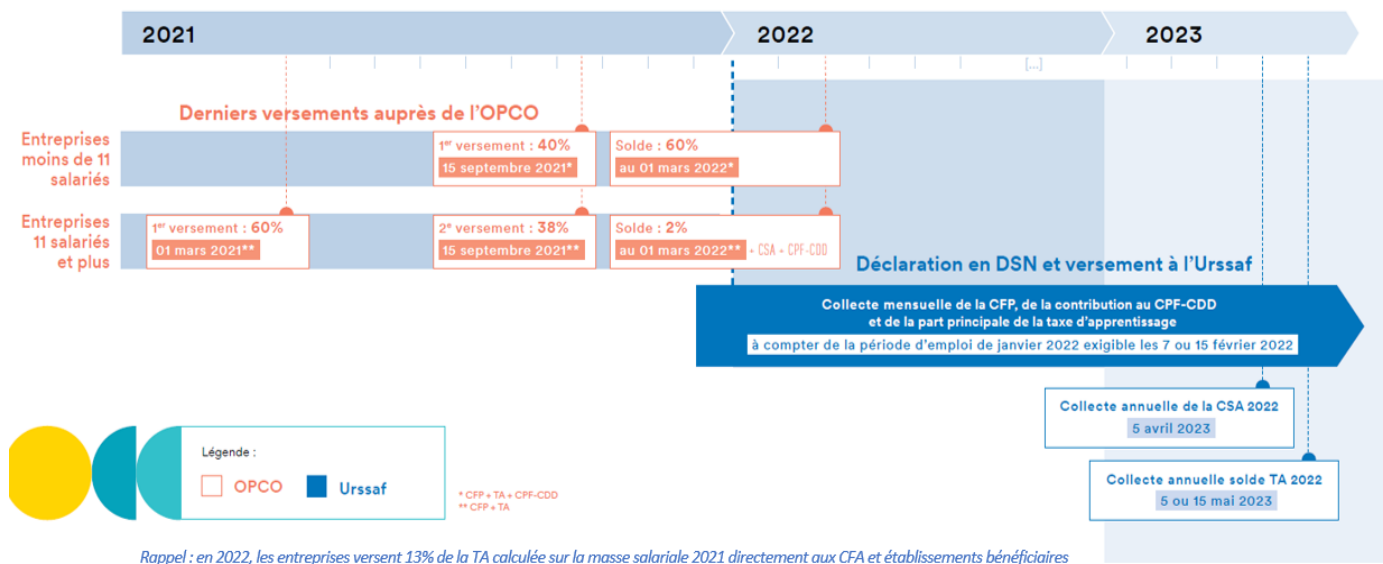 2021
2022
2023
[...]
Derniers versements auprès de l'OPCO
Entreprises
moins de 11
salariés
1er versement : 40%
15 septembre 2021*
Solde : 60%
au 01 mars 2022*
Entreprises
11 salariés
et plus
1er versement : 60%
01 mars 2021**
2e versement : 38%
15 septembre 2021**
Solde : 2%
au 01 mars 2022** + CSA + CPF-CDD
Déclaration en DSN et versement à l'Urssaf
Collecte mensuelle de la CFP, de la contribution au CPF-CDD
et de la part principale de la taxe d'apprentissage
à compter de la période d'emploi de janvier 2022 exigible les 7 ou 15 février 2022
Collecte annuelle de la CSA 2022
5 avril 2023
Collecte annuelle solde TA 2022
5 ou 15 mai 2023
Légende :
OPCO
Urssaf
* CFP + TA + CPF-CDD
** CFP + TA
Rappel : en 2022, les entreprises versent 13% de la TA calculée sur la masse salariale 2021 directement aux CFA et établissements bénéficiaires